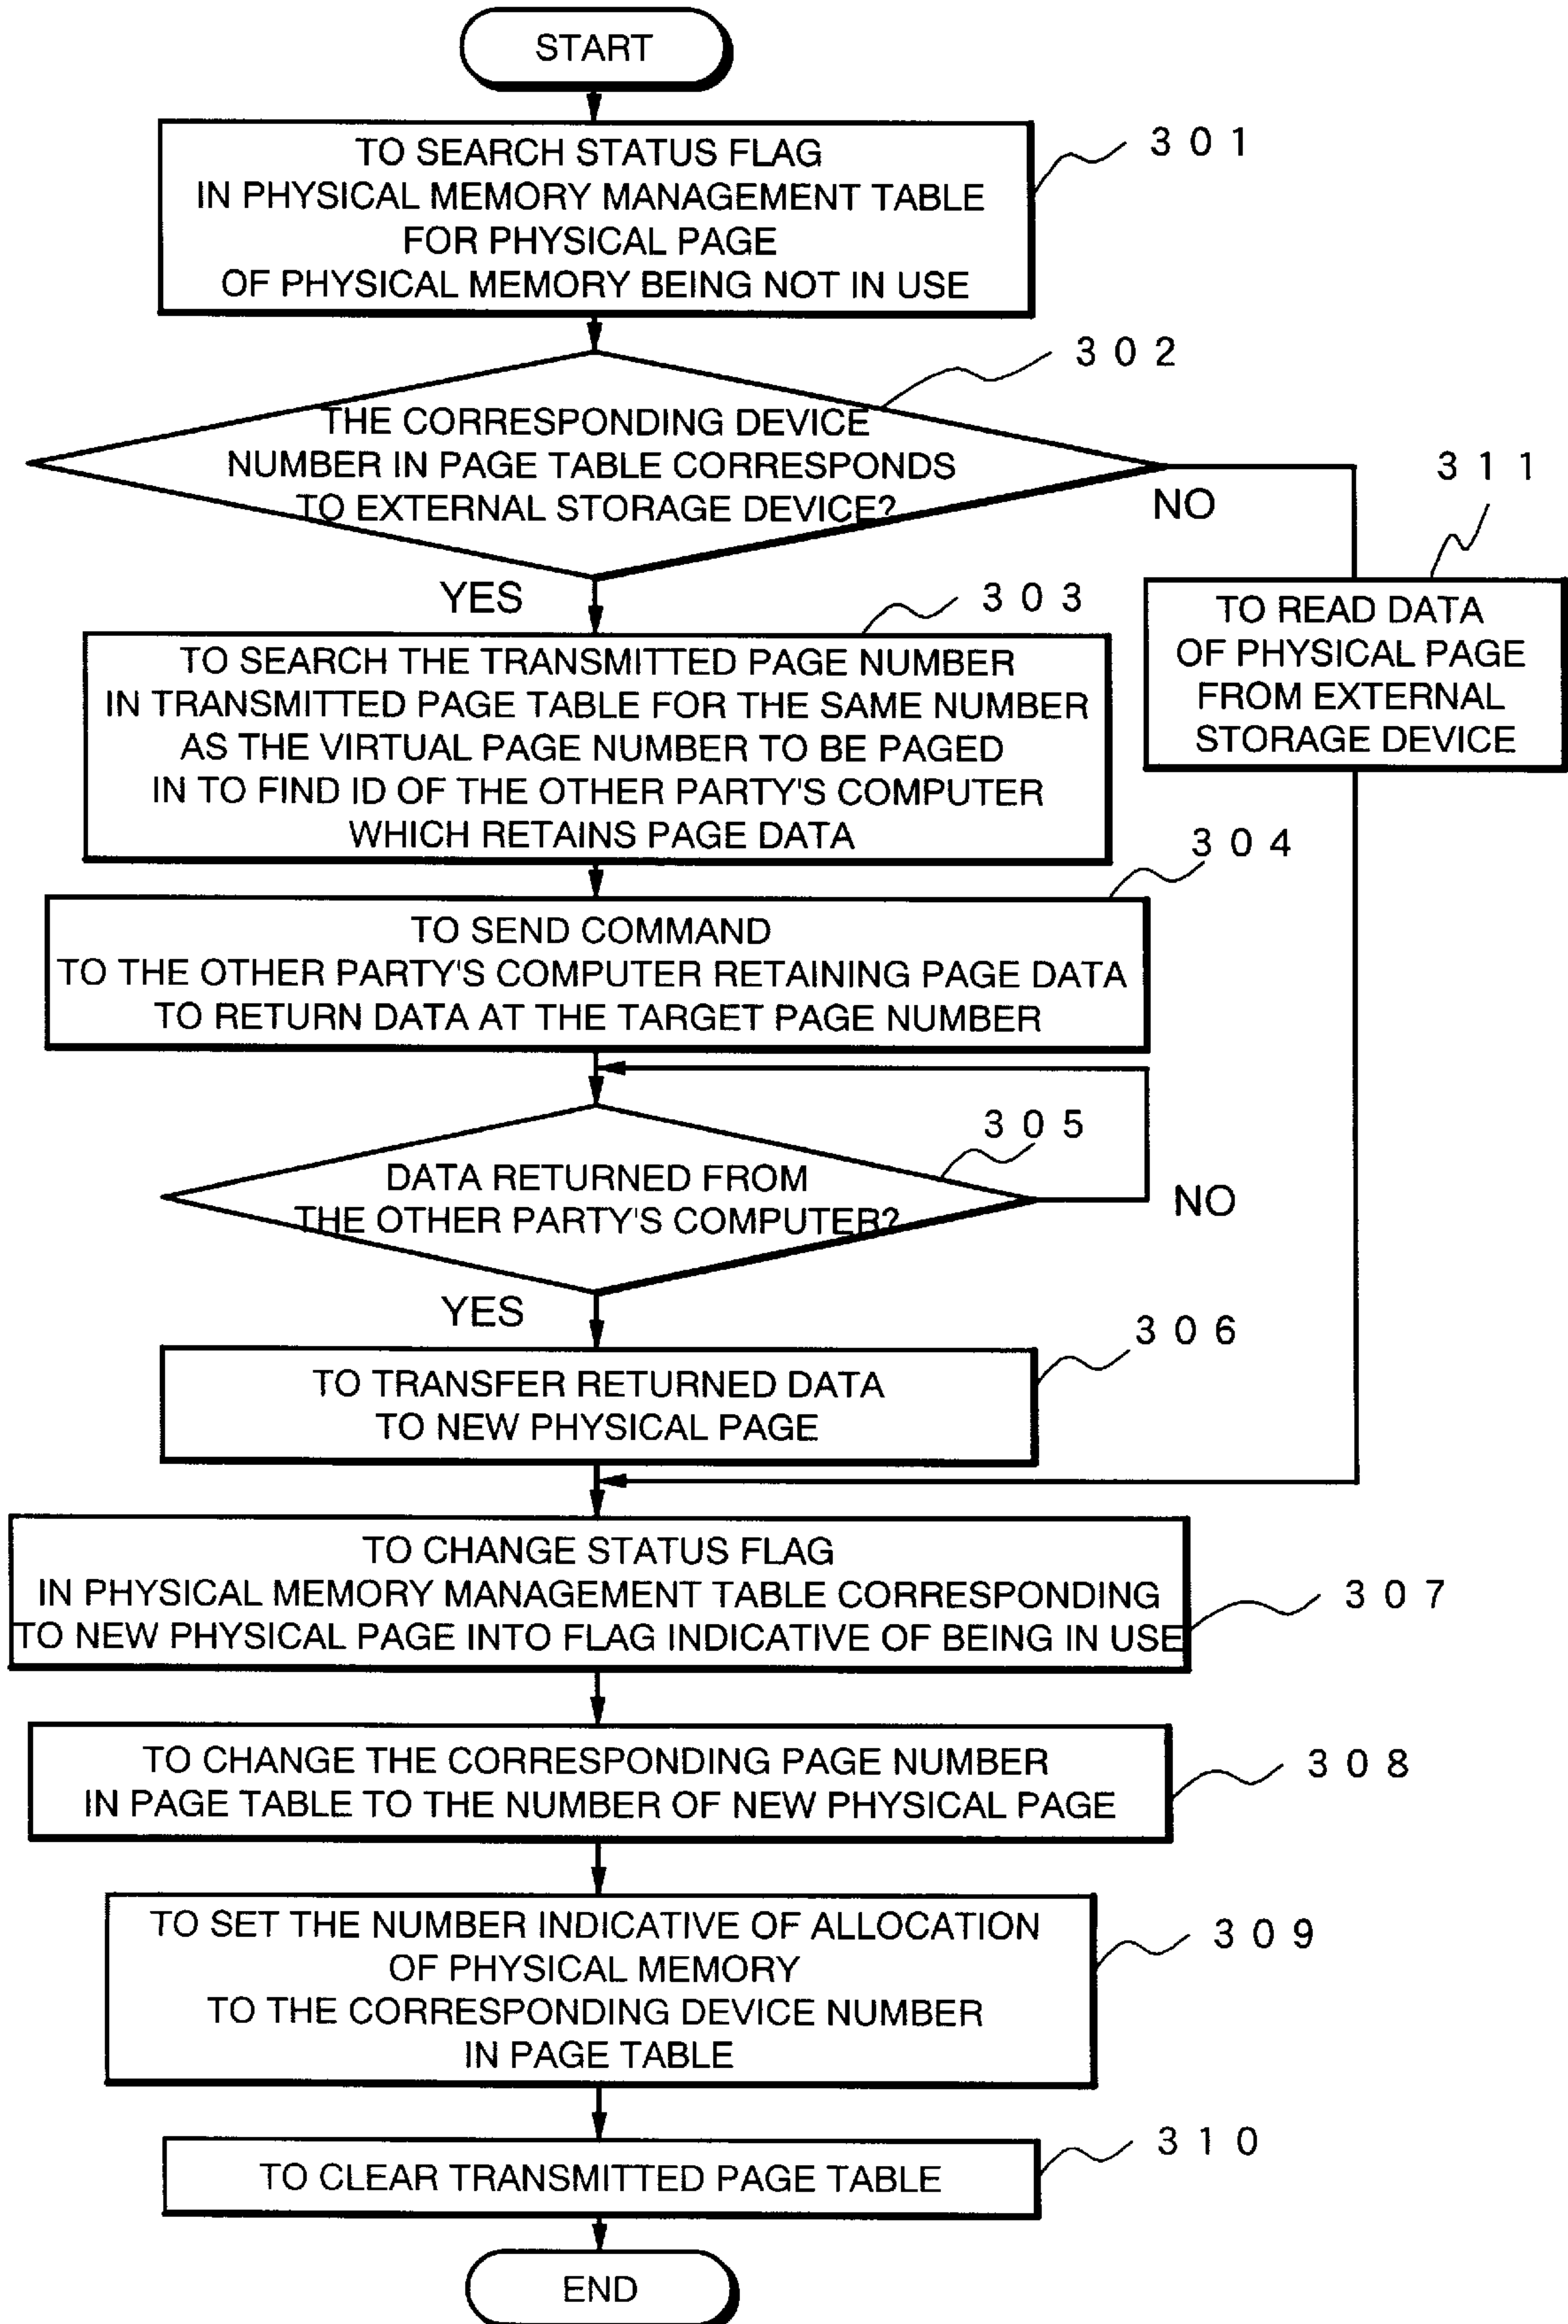 START
TO SEARCH STATUS FLAG
IN PHYSICAL MEMORY MANAGEMENT TABLE
FOR PHYSICAL PAGE
OF PHYSICAL MEMORY BEING NOT IN USE
301
302
THE CORRESPONDING DEVICE
NUMBER IN PAGE TABLE CORRESPONDS
TO EXTERNAL STORAGE DEVICE?
NO
YES
311
TO READ DATA
OF PHYSICAL PAGE
FROM EXTERNAL
STORAGE DEVICE
303
TO SEARCH THE TRANSMITTED PAGE NUMBER
IN TRANSMITTED PAGE TABLE FOR THE SAME NUMBER
AS THE VIRTUAL PAGE NUMBER TO BE PAGED
IN TO FIND ID OF THE OTHER PARTY'S COMPUTER
WHICH RETAINS PAGE DATA
304
TO SEND COMMAND
TO THE OTHER PARTY'S COMPUTER RETAINING PAGE DATA
TO RETURN DATA AT THE TARGET PAGE NUMBER
305
DATA RETURNED FROM
THE OTHER PARTY'S COMPUTER?
NO
YES
306
TO TRANSFER RETURNED DATA
TO NEW PHYSICAL PAGE
TO CHANGE STATUS FLAG
IN PHYSICAL MEMORY MANAGEMENT TABLE CORRESPONDING
TO NEW PHYSICAL PAGE INTO FLAG INDICATIVE OF BEING IN USE
307
TO CHANGE THE CORRESPONDING PAGE NUMBER
IN PAGE TABLE TO THE NUMBER OF NEW PHYSICAL PAGE
308
TO SET THE NUMBER INDICATIVE OF ALLOCATION
OF PHYSICAL MEMORY
TO THE CORRESPONDING DEVICE NUMBER
IN PAGE TABLE
309
310
TO CLEAR TRANSMITTED PAGE TABLE
END